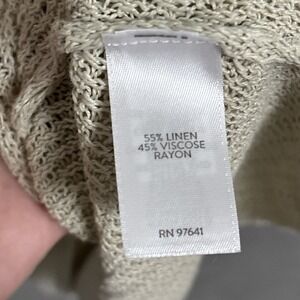 55% LINEN
45% VISCOSE
RAYON
RN 97641